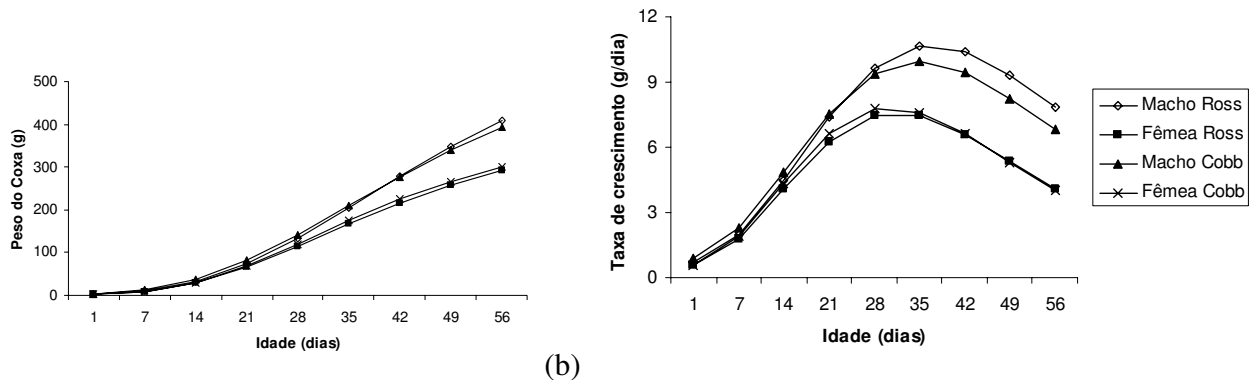 500
400
300
200
100
0
Peso do Coxa (g)
1 7 14 21 28 35 42 49 56
Idade (dias)
(b)
12
9
6
3
0
Taxa de crescimento (g/dia)
1 7 14 21 28 35 42 49 56
Idade (dias)
Macho Ross
Fêmea Ross
Macho Cobb
Fêmea Cobb